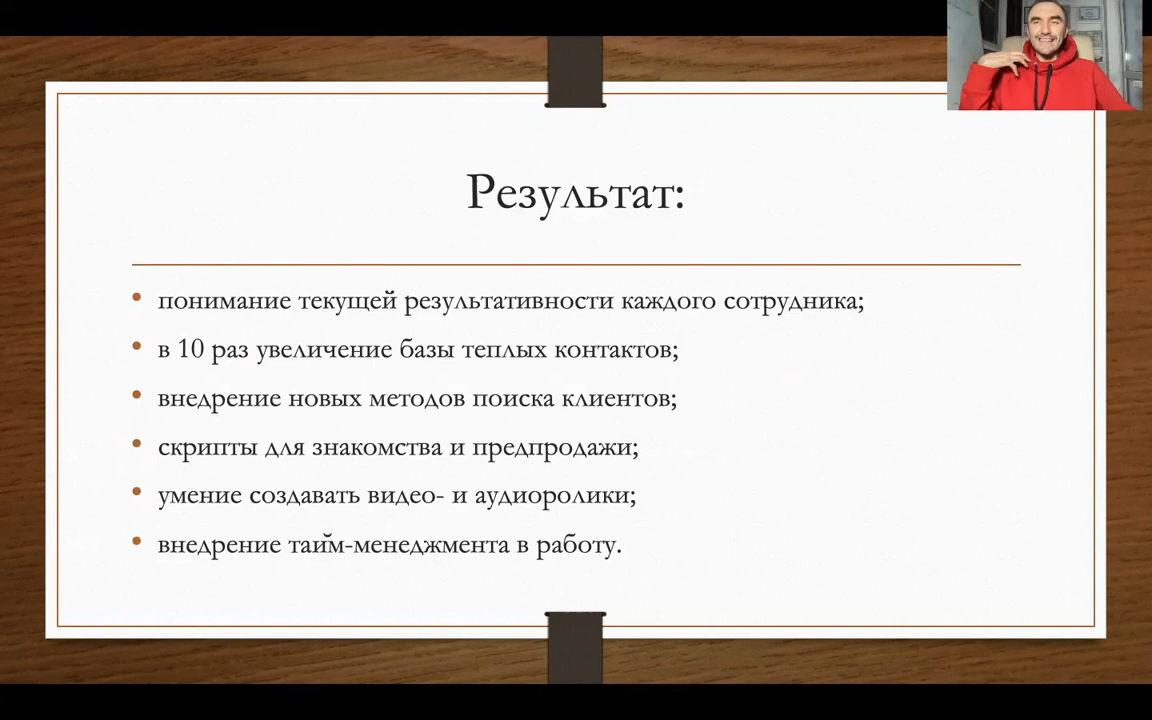 Результат:
понимание текущей результативности каждого сотрудника;
в 10 раз увеличение базы теплых контактов;
внедрение новых методов поиска клиентов;
скрипты для знакомства и предпродажи;
умение создавать видео- и аудиоролики;
внедрение тайм-менеджмента в работу.